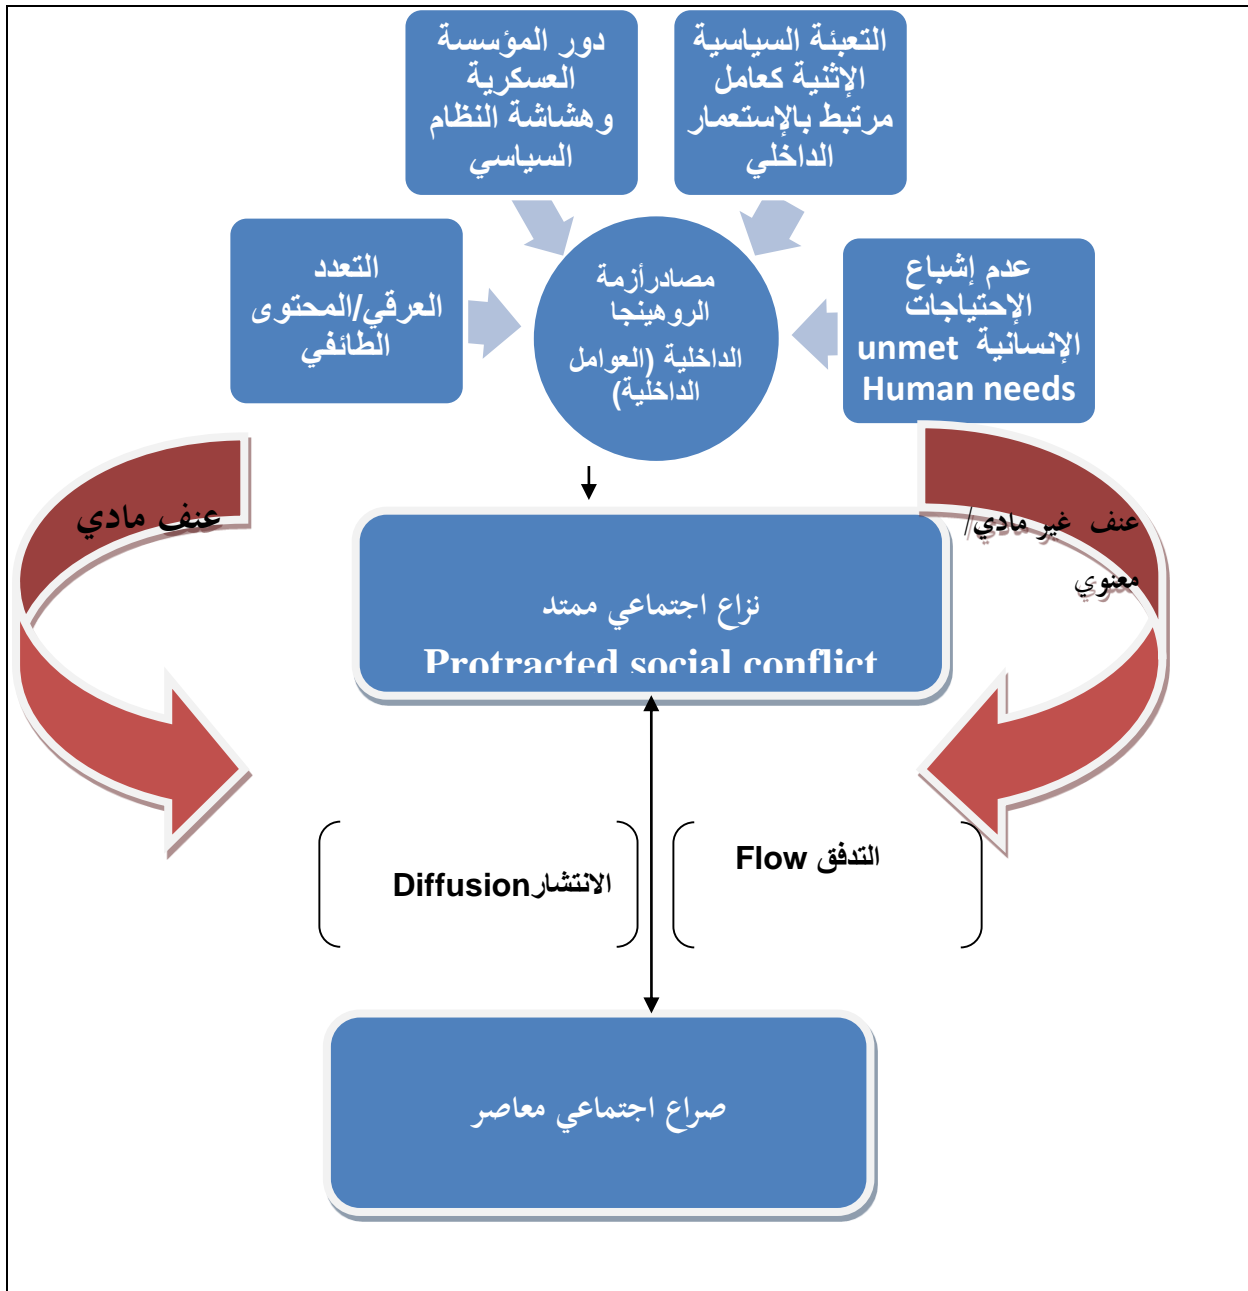 دور المؤسسة
العسكرية
وهشاشة النظام
السياسي
التعبئة السياسية
الإثنية كعامل
مرتبط بالإستعمار
الداخلي
التعدد
العرقي/المحتوى
الطائفي
مصادرأزمة
الروهينجا
الداخلية (العوامل
الداخلية)
عدم إشباع
الإحتياجات
الإنسانية unmet
Human needs
عنف مادي
عنف غير مادي/
معنوي
نزاع اجتماعي ممتد
Protracted social conflict
التدفق Flow
الانتشارDiffusion
صراع اجتماعي معاصر